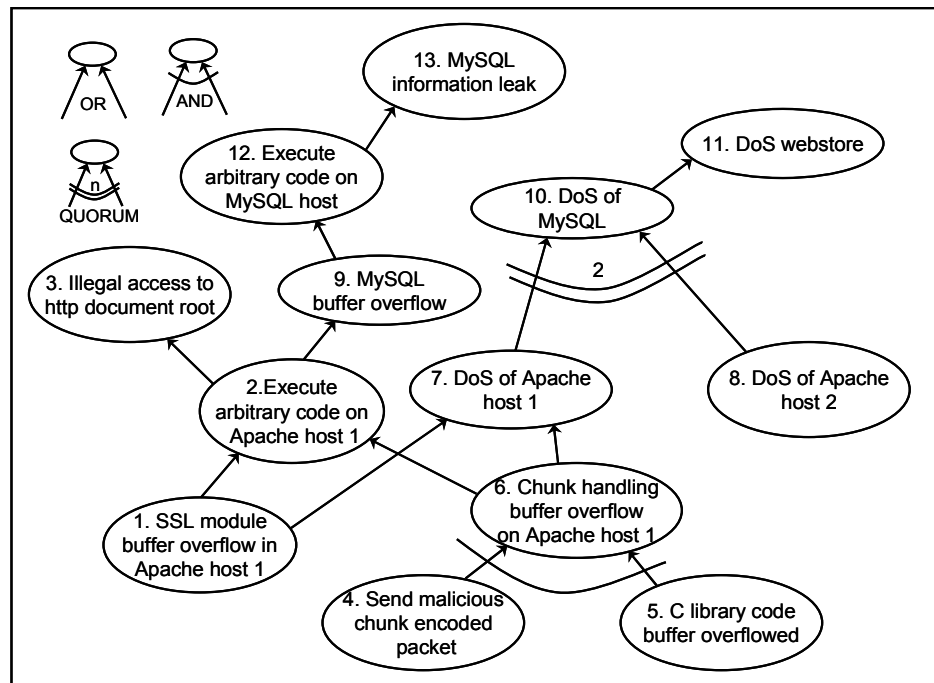 OR
AND
n
QUORUM
13. MySQL
information leak
12. Execute
arbitrary code on
MySQL host
11. DoS webstore
10. DoS of
MySQL
3. Illegal access to
http document root
9. MySQL
buffer overflow
2
2.Execute
arbitrary code on
Apache host 1
7. DoS of Apache
host 1
8. DoS of Apache
host 2
1. SSL module
buffer overflow in
Apache host 1
6. Chunk handling
buffer overflow
on Apache host 1
4. Send malicious
chunk encoded
packet
5. C library code
buffer overflowed